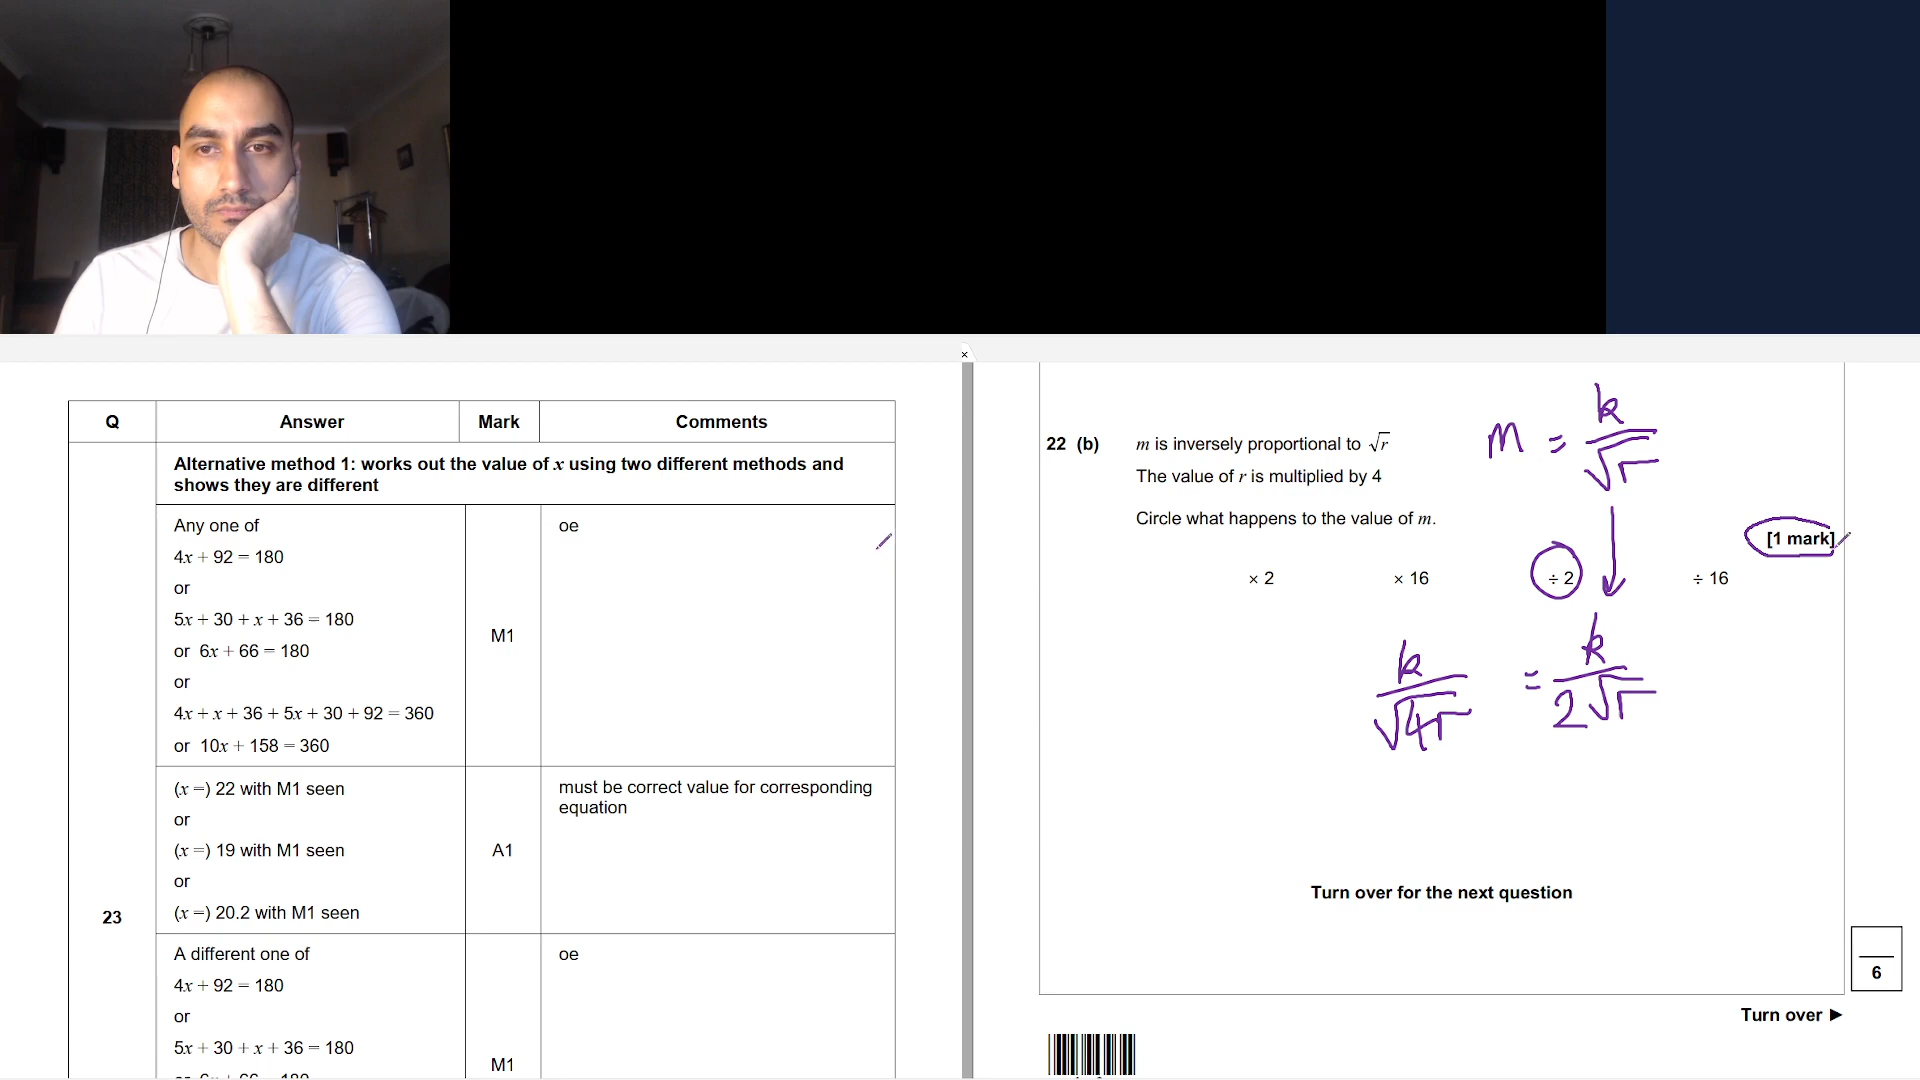 ×
Q Answer Mark Comments
Alternative method 1: works out the value of x using two different methods and
shows they are different
Any one of
4x + 92 = 180
or
5x + 30 + x + 36 = 180
or 6x + 66 = 180
or
4x + x + 36 + 5x + 30 + 92 = 360
or 10x + 158 = 360
M1
oe
(x =) 22 with M1 seen
or
(x =) 19 with M1 seen
or
(x =) 20.2 with M1 seen
A1
must be correct value for corresponding
equation
23
A different one of
4x + 92 = 180
or
5x + 30 + x + 36 = 180
M1
oe
22 (b) m is inversely proportional to √r
The value of r is multiplied by 4
Circle what happens to the value of m.
[1 mark]
× 2 × 16 ÷ 2 ÷ 16
m = k/√r
k/√4r = k/2√r
Turn over for the next question
6
Turn over ►